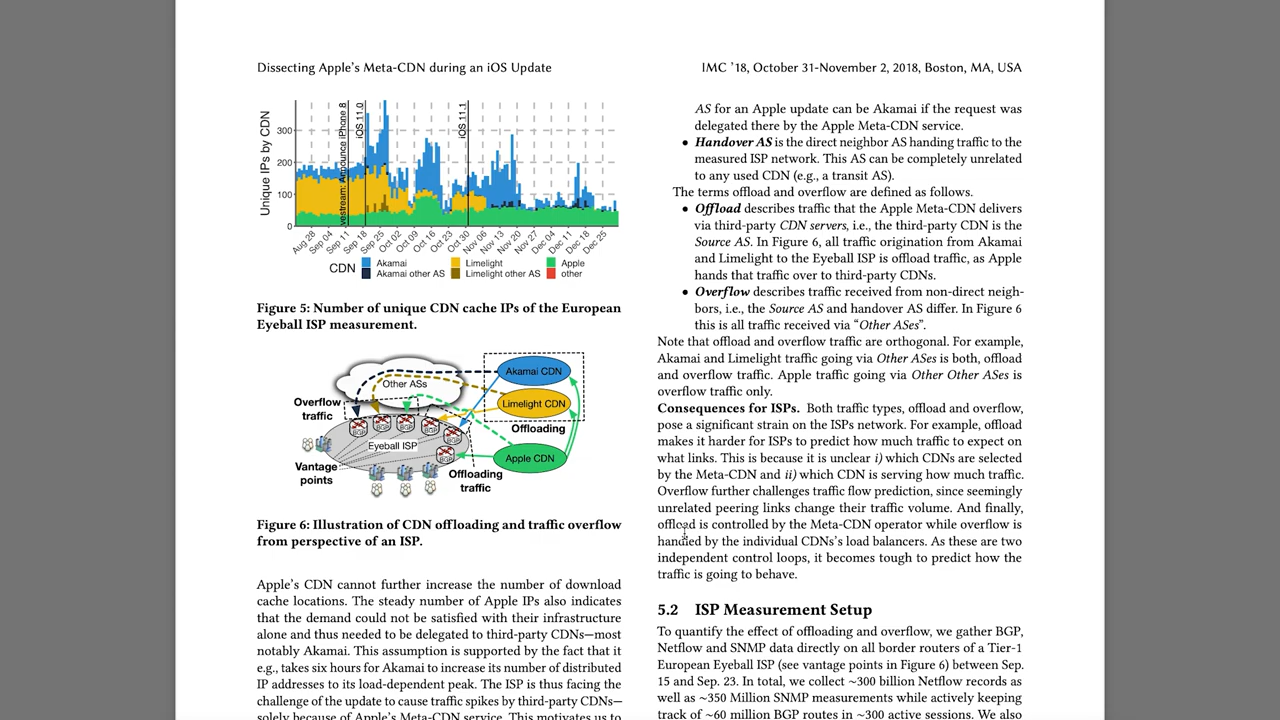 Dissecting Apple's Meta-CDN during an iOS Update
IMC '18, October 31-November 2, 2018, Boston, MA, USA
Unique IPs by CDN
300
200
100
0
vestream: Announce iPhone 8
iOS 11.0
iOS 11.1
Aug 28
Sep 04
Sep 11
Sep 18
Sep 25
Oct 02
Oct 09
Oct 16
Oct 23
Oct 30
Nov 06
Nov 13
Nov 20
Nov 27
Dec 04
Dec 11
Dec 18
Dec 25
CDN
Akamai
Limelight
Apple
Akamai other AS
Limelight other AS
other
Figure 5: Number of unique CDN cache IPs of the European
Eyeball ISP measurement.
Other ASs
Akamai CDN
Limelight CDN
Overflow
traffic
Offloading
BGP
BGP
BGP
BGP
BGP
BGP
Eyeball ISP
Apple CDN
Vantage
points
Offloading
traffic
Figure 6: Illustration of CDN offloading and traffic overflow
from perspective of an ISP.
Apple's CDN cannot further increase the number of download
cache locations. The steady number of Apple IPs also indicates
that the demand could not be satisfied with their infrastructure
alone and thus needed to be delegated to third-party CDNs—most
notably Akamai. This assumption is supported by the fact that it
e.g., takes six hours for Akamai to increase its number of distributed
IP addresses to its load-dependent peak. The ISP is thus facing the
challenge of the update to cause traffic spikes by third-party CDNs—
solely because of Apple's Meta-CDN service. This motivates us to
AS for an Apple update can be Akamai if the request was
delegated there by the Apple Meta-CDN service.
• Handover AS is the direct neighbor AS handing traffic to the
measured ISP network. This AS can be completely unrelated
to any used CDN (e.g., a transit AS).
The terms offload and overflow are defined as follows.
• Offload describes traffic that the Apple Meta-CDN delivers
via third-party CDN servers, i.e., the third-party CDN is the
Source AS. In Figure 6, all traffic origination from Akamai
and Limelight to the Eyeball ISP is offload traffic, as Apple
hands that traffic over to third-party CDNs.
• Overflow describes traffic received from non-direct neigh-
bors, i.e., the Source AS and handover AS differ. In Figure 6
this is all traffic received via “Other ASes”.
Note that offload and overflow traffic are orthogonal. For example,
Akamai and Limelight traffic going via Other ASes is both, offload
and overflow traffic. Apple traffic going via Other Other ASes is
overflow traffic only.
Consequences for ISPs. Both traffic types, offload and overflow,
pose a significant strain on the ISPs network. For example, offload
makes it harder for ISPs to predict how much traffic to expect on
what links. This is because it is unclear i) which CDNs are selected
by the Meta-CDN and ii) which CDN is serving how much traffic.
Overflow further challenges traffic flow prediction, since seemingly
unrelated peering links change their traffic volume. And finally,
offload is controlled by the Meta-CDN operator while overflow is
handled by the individual CDNs's load balancers. As these are two
independent control loops, it becomes tough to predict how the
traffic is going to behave.
5.2 ISP Measurement Setup
To quantify the effect of offloading and overflow, we gather BGP,
Netflow and SNMP data directly on all border routers of a Tier-1
European Eyeball ISP (see vantage points in Figure 6) between Sep.
15 and Sep. 23. In total, we collect ~300 billion Netflow records as
well as ~350 Million SNMP measurements while actively keeping
track of ~60 million BGP routes in ~300 active sessions. We also